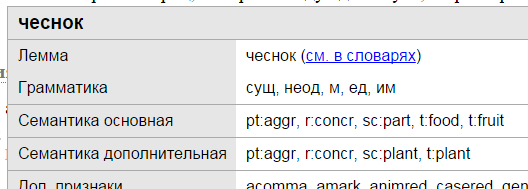 чеснок
Лемма чеснок (см. в словарях)
Грамматика сущ, неод, м, ед, им
Семантика основная pt:aggr, r:concr, sc:part, t:food, t:fruit
Семантика дополнительная pt:aggr, r:concr, sc:plant, t:plant
Доп. признаки acomma, amark, animred, casered, gen